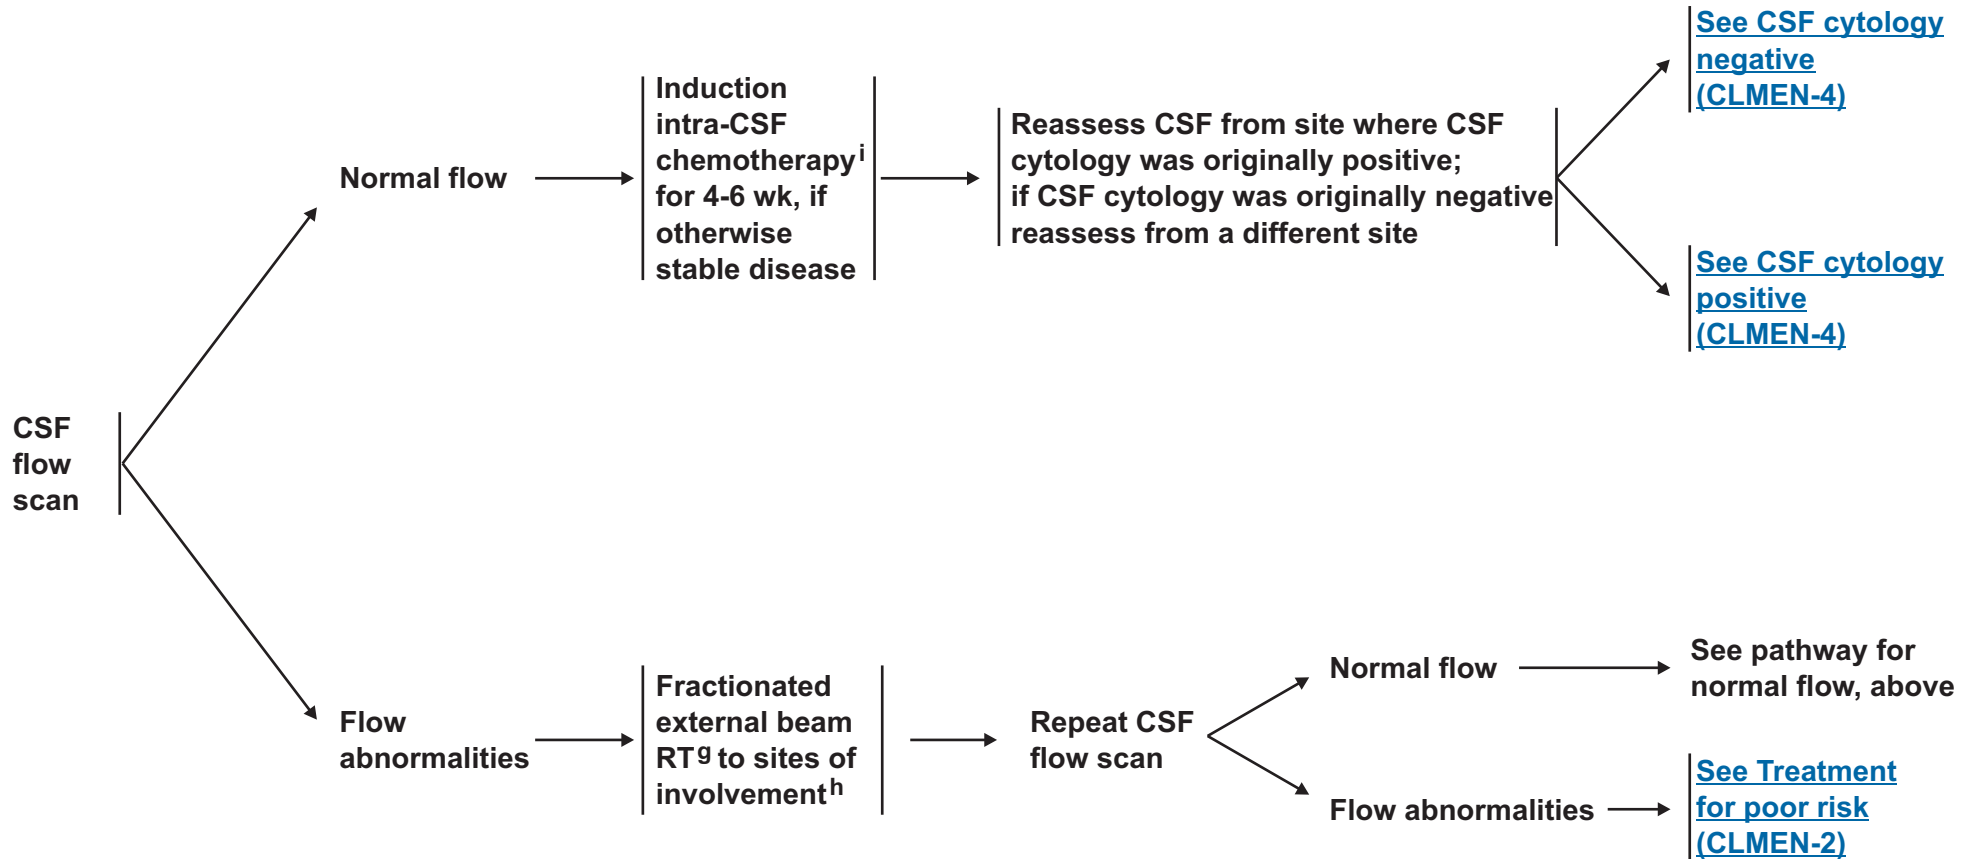 CSF
flow
scan
Normal flow
Induction
intra-CSF
chemotherapy i
for 4-6 wk, if
otherwise
stable disease
Reassess CSF from site where CSF
cytology was originally positive;
if CSF cytology was originally negative
reassess from a different site
See CSF cytology
negative
(CLMEN-4)
See CSF cytology
positive
(CLMEN-4)
Flow
abnormalities
Fractionated
external beam
RT g to sites of
involvement h
Repeat CSF
flow scan
Normal flow
See pathway for
normal flow, above
Flow abnormalities
See Treatment
for poor risk
(CLMEN-2)